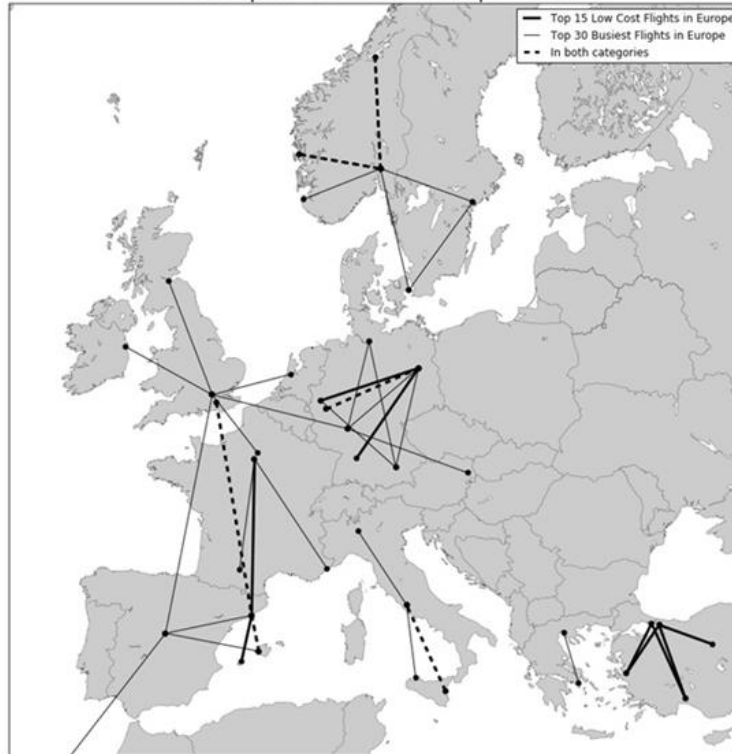 Top 15 Low Cost Flights in Europe
Top 30 Busiest Flights in Europe
In both categories